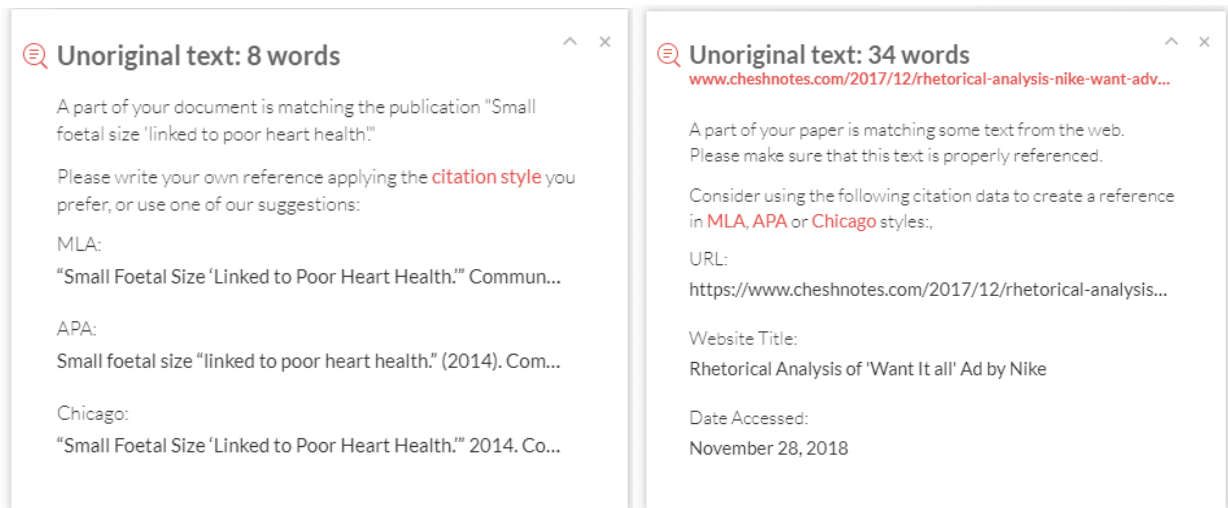 Unoriginal text: 8 words
A part of your document is matching the publication "Small
foetal size 'linked to poor heart health'."
Please write your own reference applying the citation style you
prefer, or use one of our suggestions:
MLA:
“Small Foetal Size ‘Linked to Poor Heart Health.’” Commun...
APA:
Small foetal size “linked to poor heart health.” (2014). Com...
Chicago:
“Small Foetal Size ‘Linked to Poor Heart Health.’” 2014. Co...
Unoriginal text: 34 words
www.cheshnotes.com/2017/12/rhetorical-analysis-nike-want-adv...
A part of your paper is matching some text from the web.
Please make sure that this text is properly referenced.
Consider using the following citation data to create a reference
in MLA, APA or Chicago styles:,
URL:
https://www.cheshnotes.com/2017/12/rhetorical-analysis...
Website Title:
Rhetorical Analysis of 'Want It all' Ad by Nike
Date Accessed:
November 28, 2018